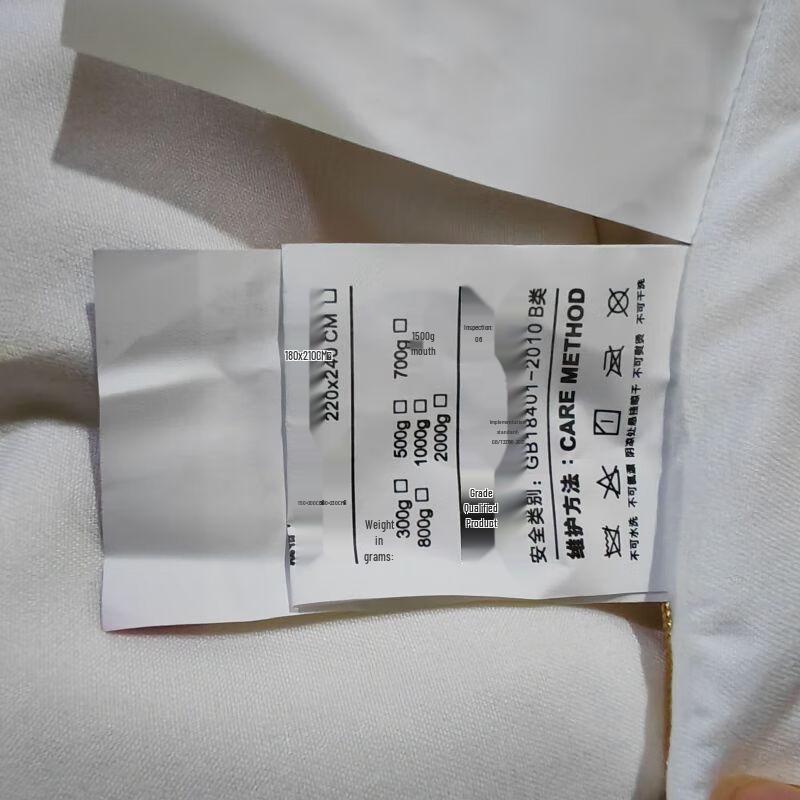 180x210CM
220x240 CM □
Weight
in
grams:
300g □ 500g □ 700g □
800g □ 1000g □ 1500g
mouth
2000g □
Grade
Qualified
Product
Inspection:
06
Implementation
standard:
安全类别：GB18401-2010 B类
维护方法：CARE METHOD
不可水洗 不可氯漂 阴凉处悬挂晾干 不可熨烫 不可干洗